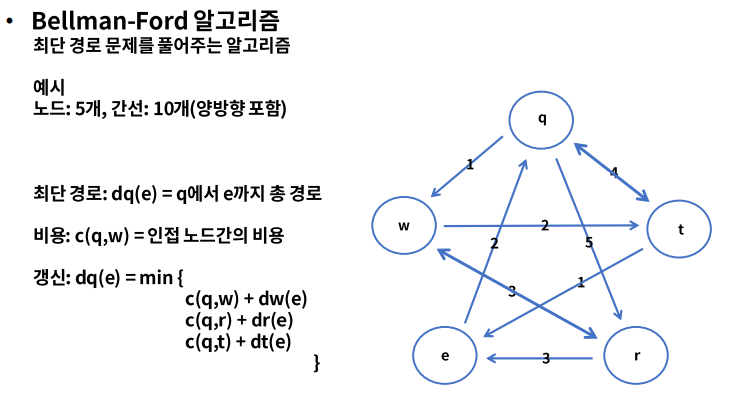 • Bellman-Ford 알고리즘
최단 경로 문제를 풀어주는 알고리즘
예시
노드: 5개, 간선: 10개(양방향 포함)
최단 경로: dq(e) = q에서 e까지 총 경로
비용: c(q,w) = 인접 노드간의 비용
갱신: dq(e) = min {
c(q,w) + dw(e)
c(q,r) + dr(e)
c(q,t) + dt(e)
}
q
1
4
w
2
t
2
5
3
1
e
3
r